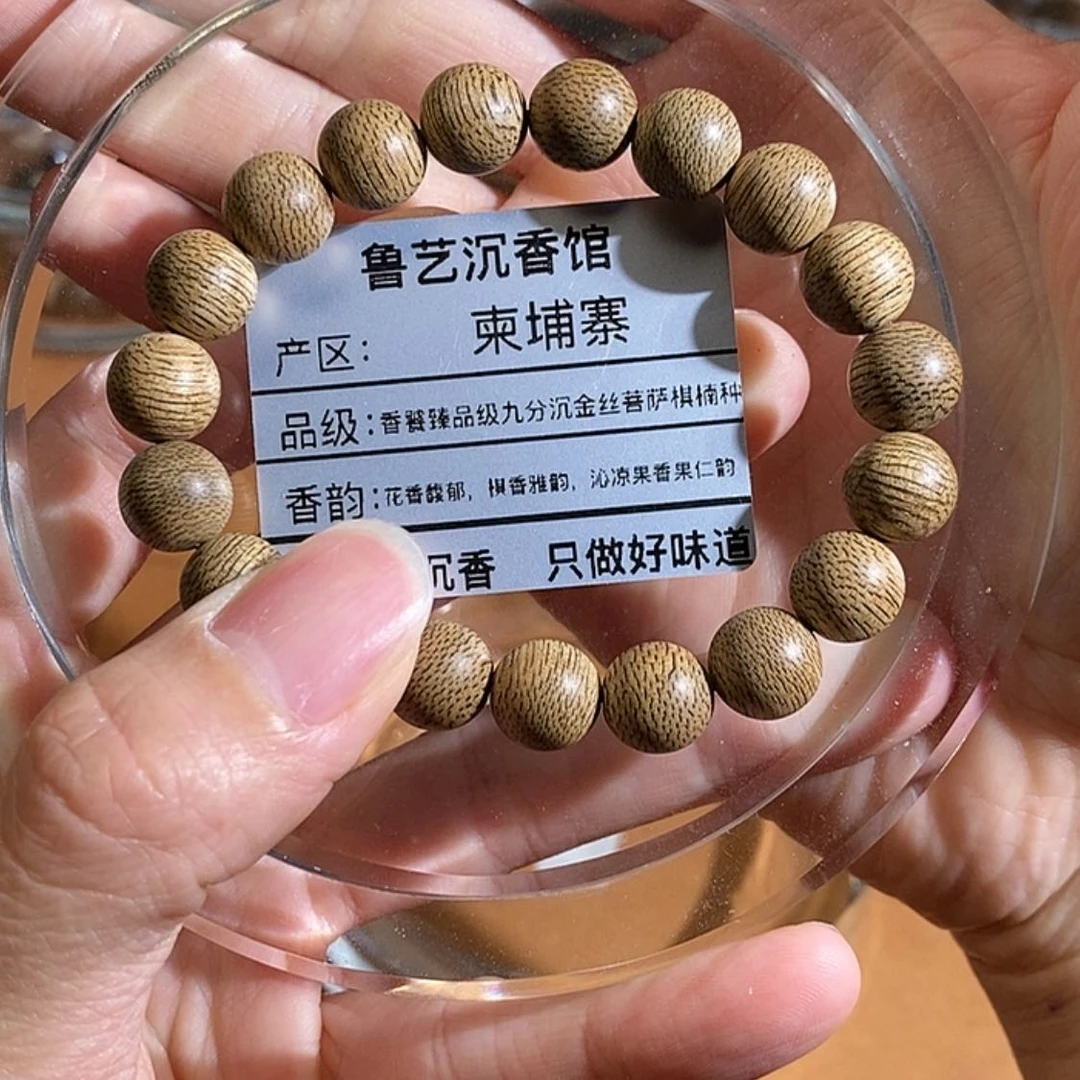 鲁艺沉香馆
产区: 柬埔寨
品级:香餮臻品级九分沉金丝菩萨棋楠种
香韵:花香馥郁, 棋香雅韵, 沁凉果香果仁韵
沉香 只做好味道